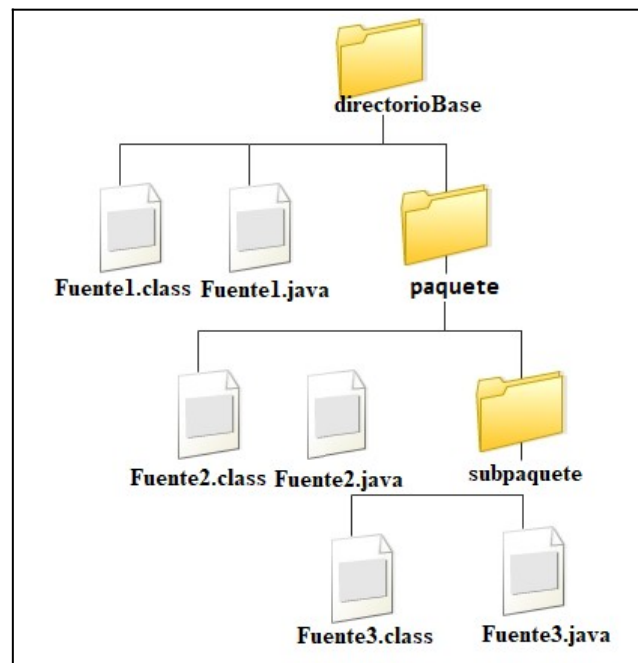 directorioBase
Fuente1.class
Fuente1.java
paquete
Fuente2.class
Fuente2.java
subpaquete
Fuente3.class
Fuente3.java